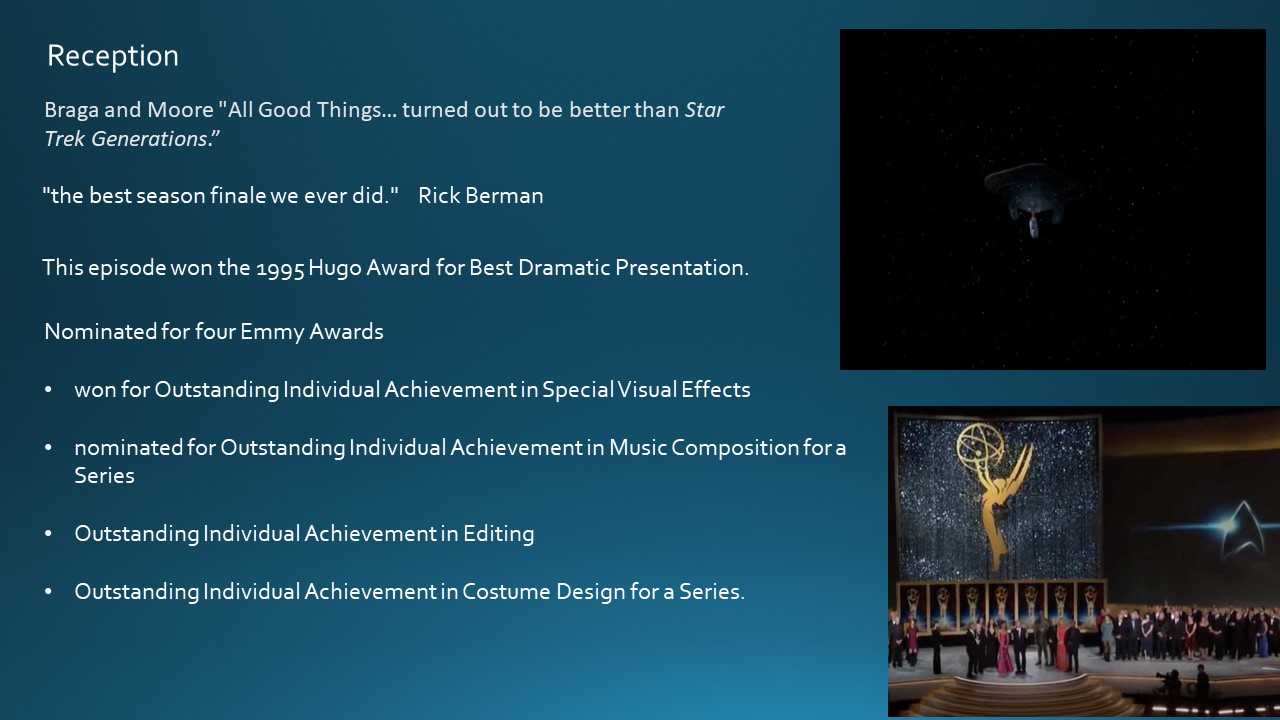 Reception
Braga and Moore "All Good Things... turned out to be better than Star
Trek Generations.”
"the best season finale we ever did."   Rick Berman
This episode won the 1995 Hugo Award for Best Dramatic Presentation.
Nominated for four Emmy Awards
• won for Outstanding Individual Achievement in Special Visual Effects
• nominated for Outstanding Individual Achievement in Music Composition for a
Series
• Outstanding Individual Achievement in Editing
• Outstanding Individual Achievement in Costume Design for a Series.